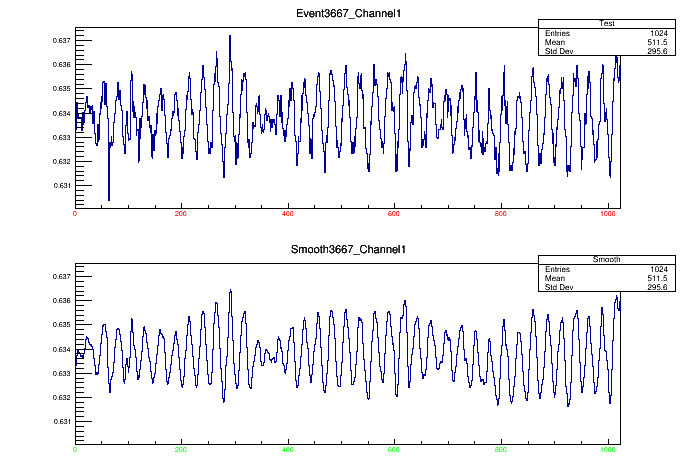 Event3667_Channel1
Test
Entries 1024
Mean 511.5
Std Dev 295.6
0.637
0.636
0.635
0.634
0.633
0.632
0.631
0 200 400 600 800 1000
Smooth3667_Channel1
Smooth
Entries 1024
Mean 511.5
Std Dev 295.6
0.637
0.636
0.635
0.634
0.633
0.632
0.631
0 200 400 600 800 1000